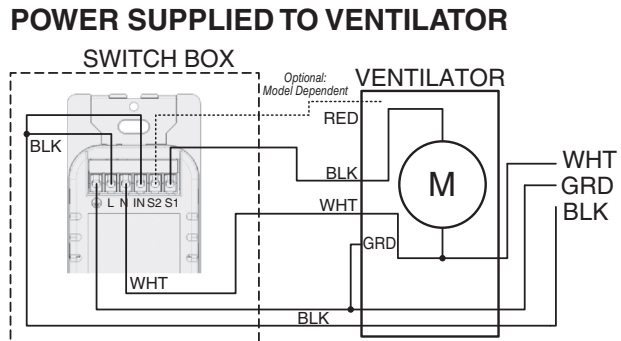 POWER SUPPLIED TO VENTILATOR
SWITCH BOX
Optional:
Model Dependent
VENTILATOR
RED
BLK
BLK
M
WHT
GRD
BLK
L N IN S2 S1
WHT
GRD
WHT
BLK